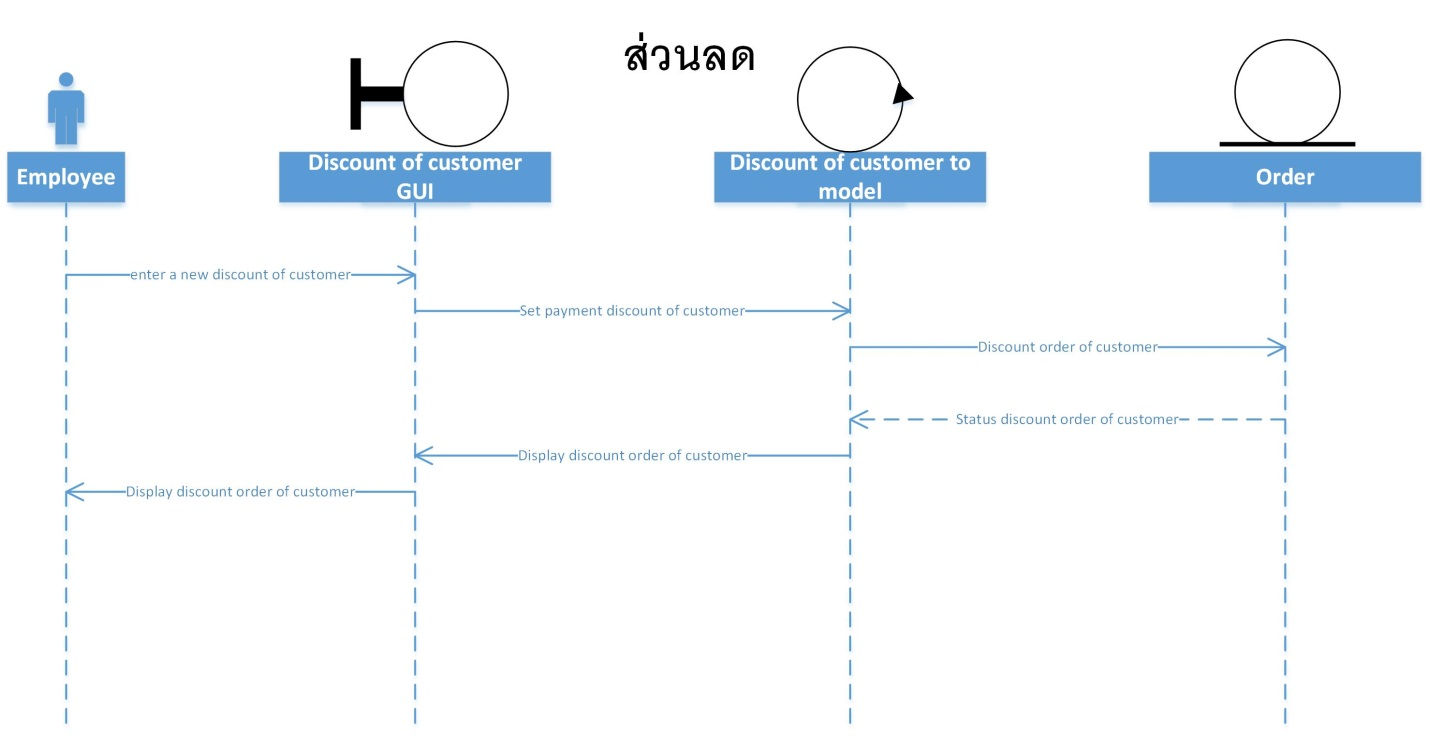 ส่วนลด
Employee
Discount of customer
GUI
Discount of customer to
model
Order
enter a new discount of customer
Set payment discount of customer
Discount order of customer
Status discount order of customer
Display discount order of customer
Display discount order of customer